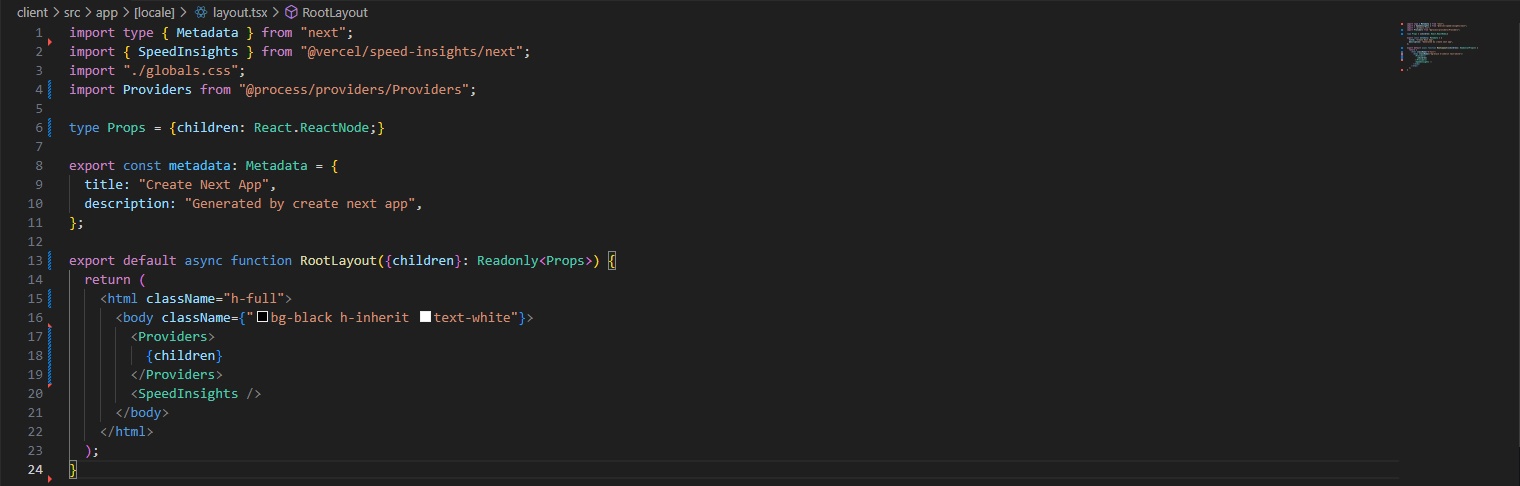 client > src > app > [locale] > layout.tsx > RootLayout
1 import type { Metadata } from "next";
2 import { SpeedInsights } from "@vercel/speed-insights/next";
3 import "./globals.css";
4 import Providers from "@process/providers/Providers";
5
6 type Props = {children: React.ReactNode;}
7
8 export const metadata: Metadata = {
9   title: "Create Next App",
10   description: "Generated by create next app",
11 };
12
13 export default async function RootLayout({children}: Readonly<Props>) {
14   return (
15     <html className="h-full">
16       <body className={"bg-black h-inherit text-white"}>
17         <Providers>
18           {children}
19         </Providers>
20         <SpeedInsights />
21       </body>
22     </html>
23   );
24 }